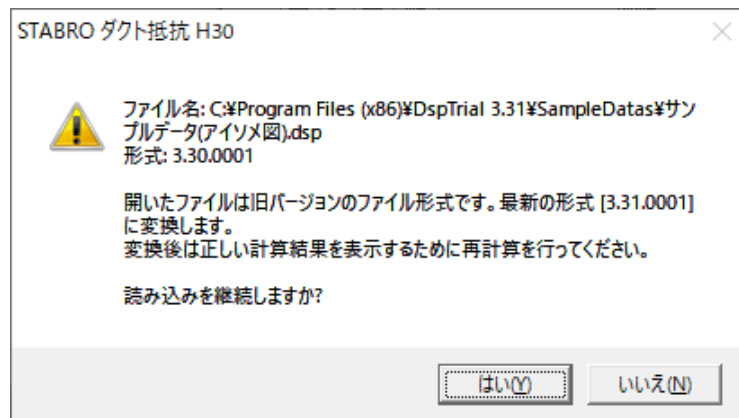 STABRO ダクト抵抗 H30
ファイル名: C:¥Program Files (x86)¥DspTrial 3.31¥SampleDatas¥サン
プルデータ(アイソメ図).dsp
形式: 3.30.0001
開いたファイルは旧バージョンのファイル形式です。最新の形式 [3.31.0001]
に変換します。
変換後は正しい計算結果を表示するために再計算を行ってください。
読み込みを継続しますか?
はい(Y)
いいえ(N)